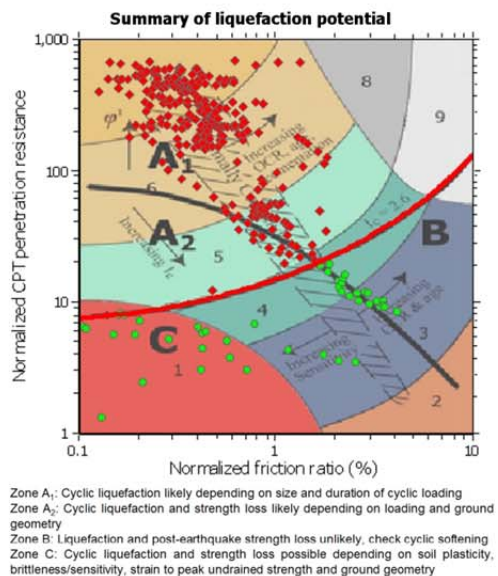 Summary of liquefaction potential
Normalized CPT penetration resistance
1,000
100
10
1
0.1
1
10
Normalized friction ratio (%)
8
9
φ'
A1
Increasing
OCR, age,
cementation
6
A2
Increasing Ic
5
Ic = 2.6
B
4
3
Increasing
OCR & age
C
1
Increasing
Sensitivity
2
Zone A1: Cyclic liquefaction likely depending on size and duration of cyclic loading
Zone A2: Cyclic liquefaction and strength loss likely depending on loading and ground
geometry
Zone B: Liquefaction and post-earthquake strength loss unlikely, check cyclic softening
Zone C: Cyclic liquefaction and strength loss possible depending on soil plasticity,
brittleness/sensitivity, strain to peak undrained strength and ground geometry